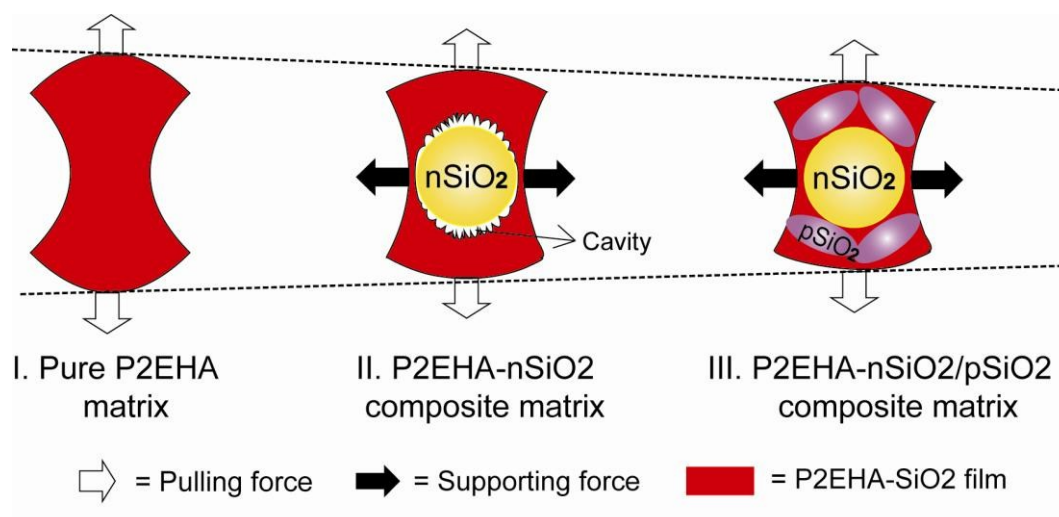 nSiO2
Cavity
nSiO2
pSiO2
I. Pure P2EHA
matrix
II. P2EHA-nSiO2
composite matrix
III. P2EHA-nSiO2/pSiO2
composite matrix
= Pulling force
= Supporting force
= P2EHA-SiO2 film